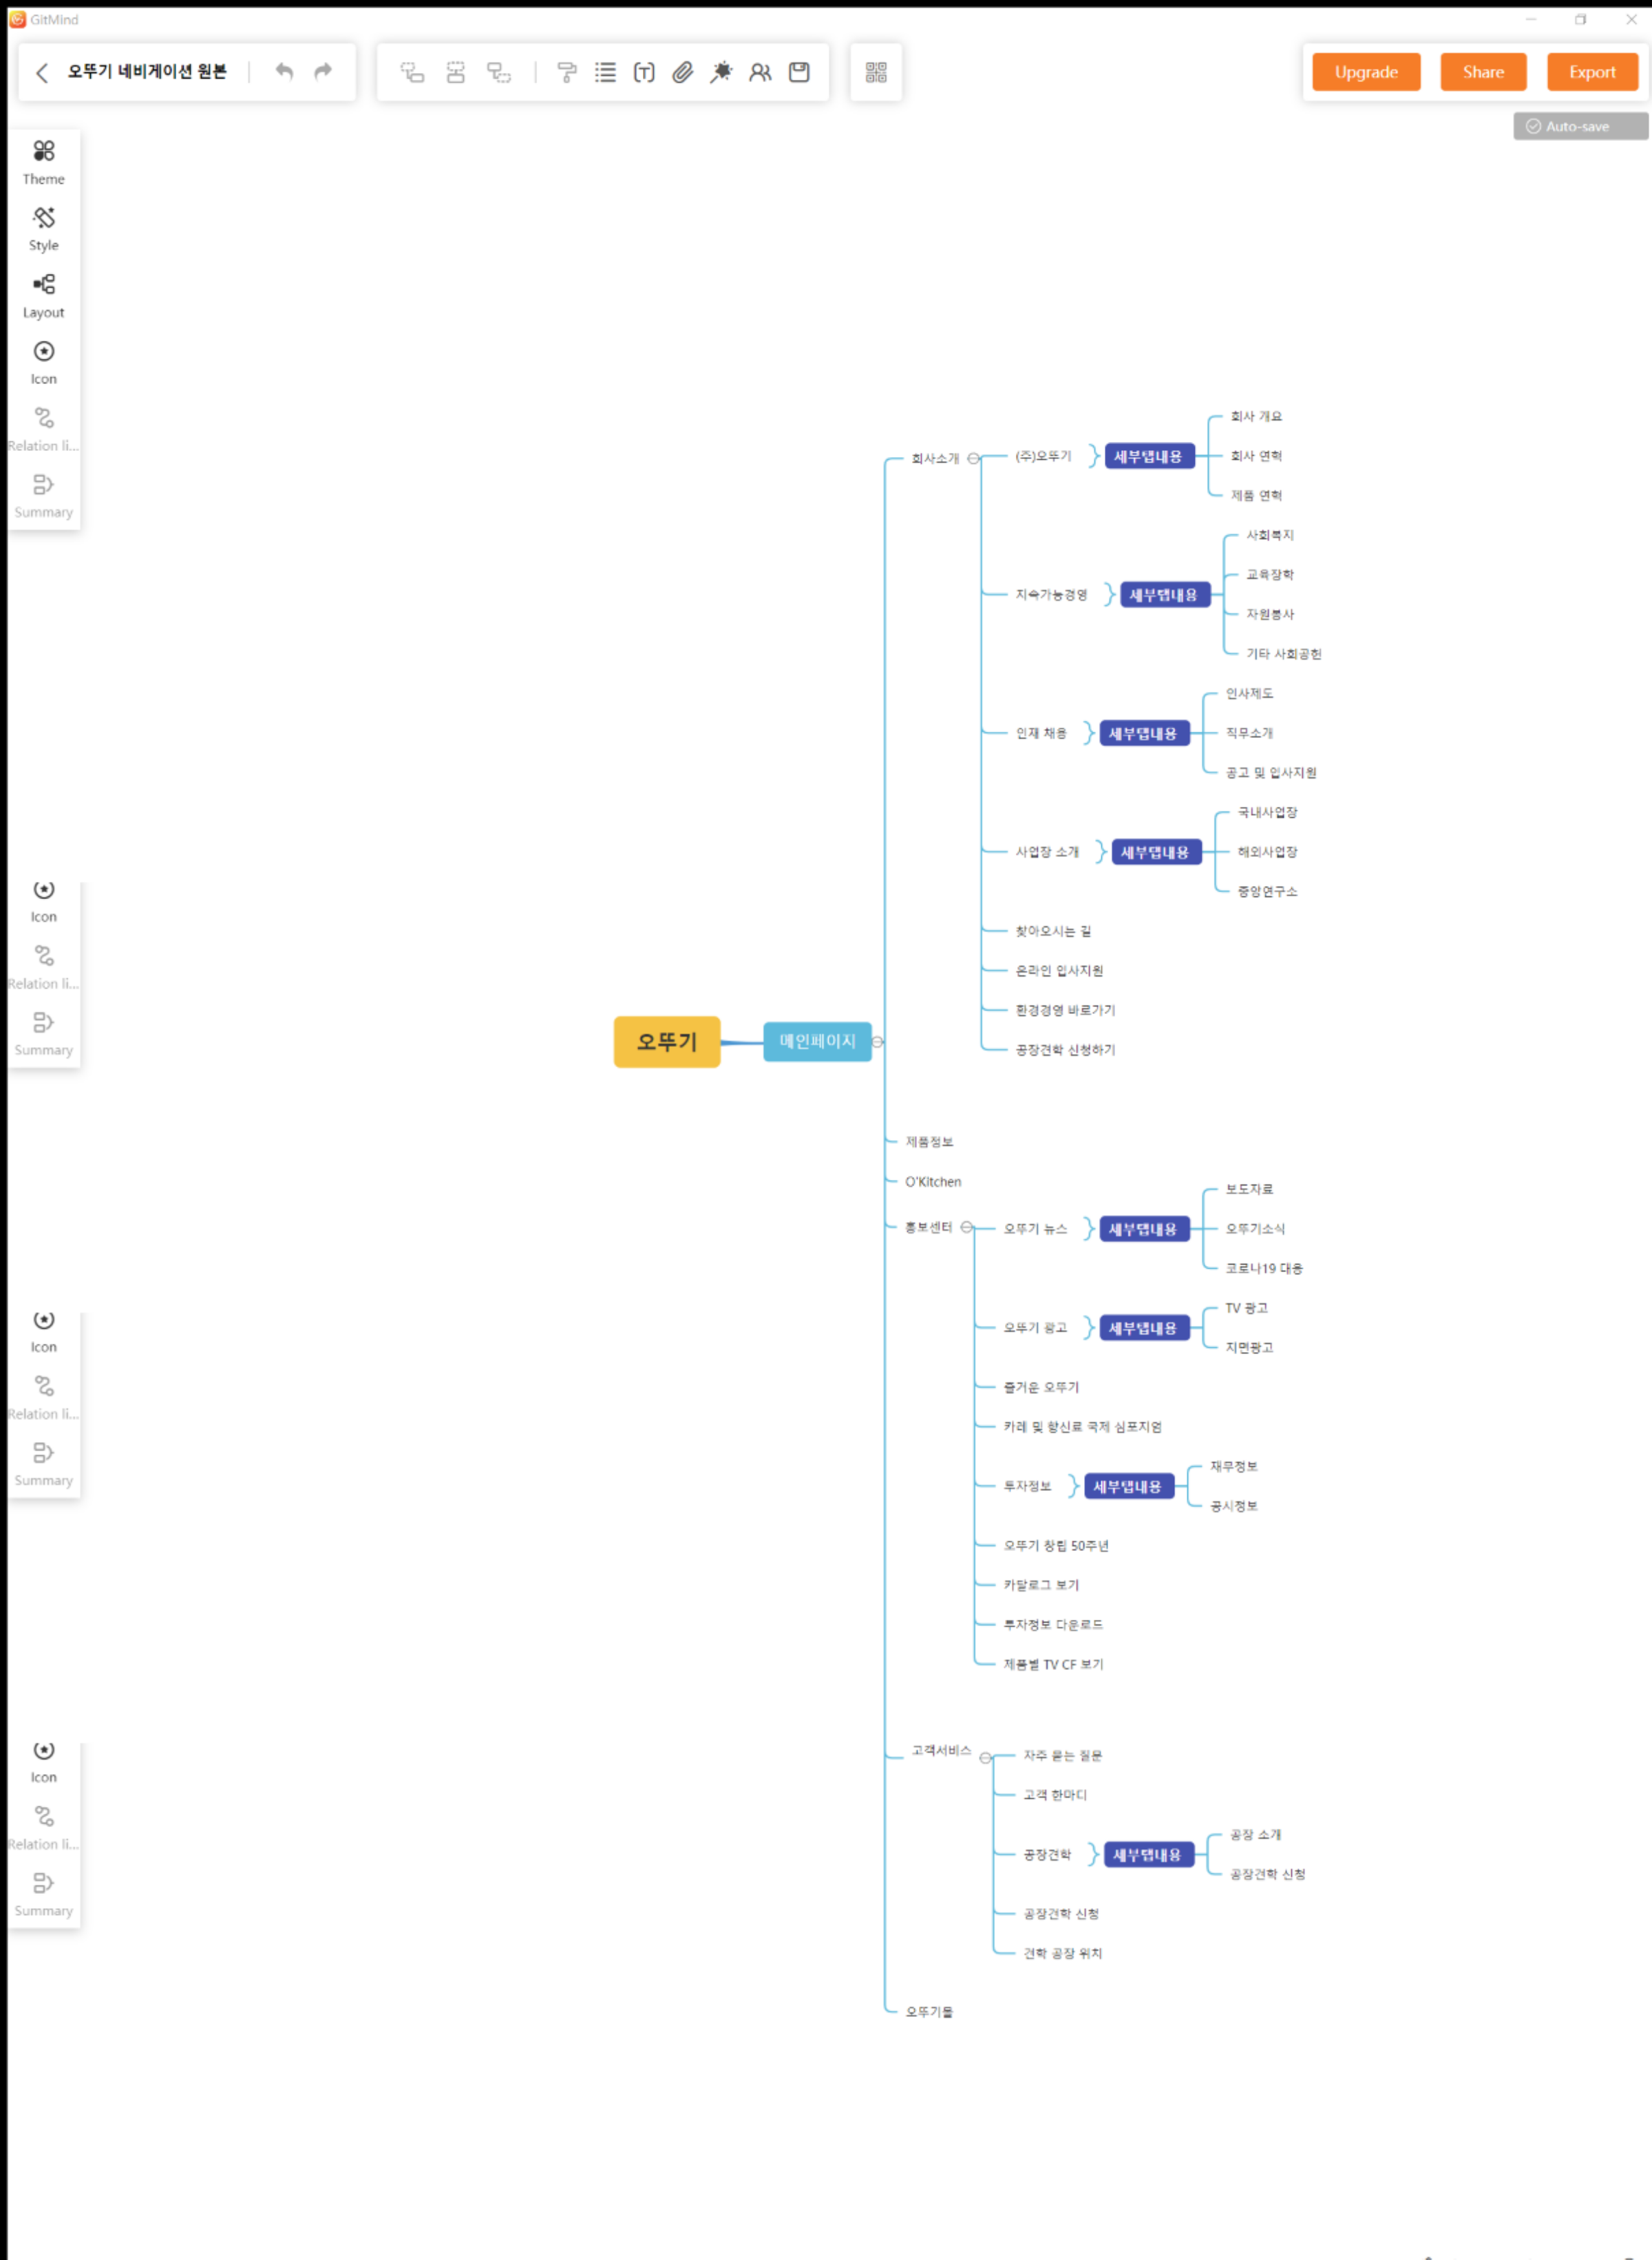 GitMind
오뚜기 네비게이션 원본
Upgrade
Share
Export
Auto-save
Theme
Style
Layout
Icon
Relation li...
Summary
회사소개
(주)오뚜기
세부탭내용
회사 개요
회사 연혁
제품 연혁
지속가능경영
세부탭내용
사회복지
교육장학
자원봉사
기타 사회공헌
인재 채용
세부탭내용
인사제도
직무소개
공고 및 입사지원
사업장 소개
세부탭내용
국내사업장
해외사업장
중앙연구소
찾아오시는 길
온라인 입사지원
환경경영 바로가기
공장견학 신청하기
Icon
Relation li...
Summary
오뚜기
메인페이지
제품정보
O'Kitchen
홍보센터
오뚜기 뉴스
세부탭내용
보도자료
오뚜기소식
코로나19 대응
오뚜기 광고
세부탭내용
TV 광고
지면광고
즐거운 오뚜기
카레 및 향신료 국제 심포지엄
투자정보
세부탭내용
재무정보
공시정보
오뚜기 창립 50주년
카달로그 보기
투자정보 다운로드
제품별 TV CF 보기
Icon
Relation li...
Summary
고객서비스
자주 묻는 질문
고객 한마디
공장견학
세부탭내용
공장 소개
공장견학 신청
공장견학 신청
견학 공장 위치
오뚜기몰
Icon
Relation li...
Summary